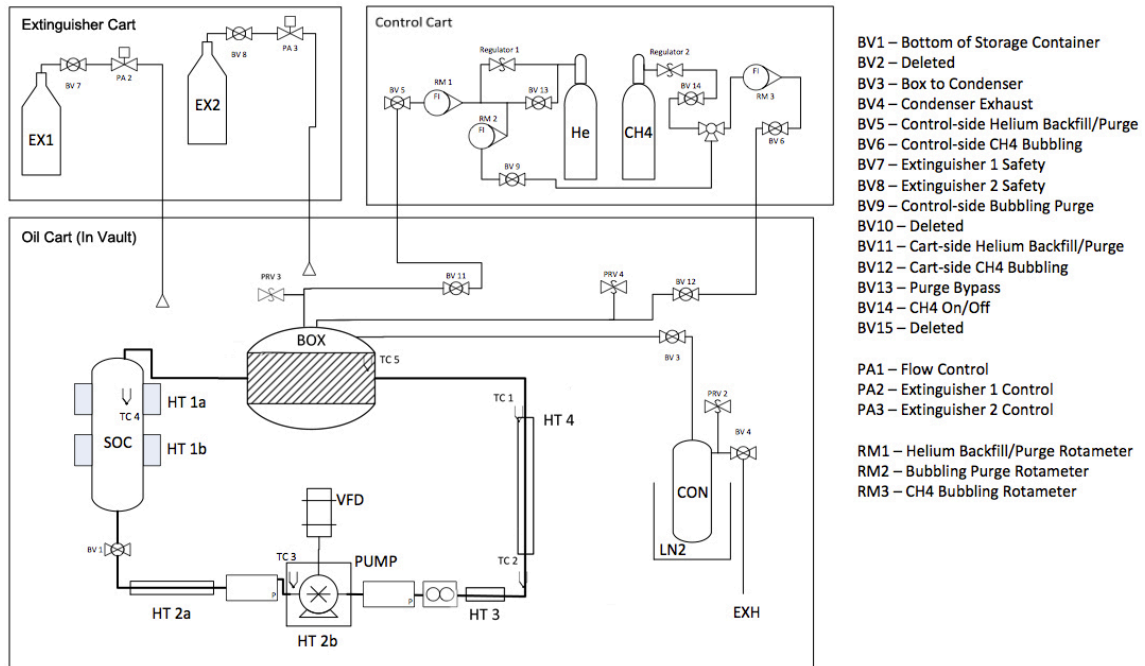 Extinguisher Cart
BV 7
PA 2
EX1
BV 8
PA 3
EX2
Control Cart
Regulator 1
BV 5
RM 1
FI
BV 13
RM 2
FI
BV 9
He
Regulator 2
BV 14
CH4
FI
RM 3
BV 6
Oil Cart (In Vault)
PRV 3
BV 11
PRV 4
BV 12
BOX
TC 5
BV 3
TC 4
HT 1a
SOC
HT 1b
TC 1
HT 4
PRV 2
BV 4
CON
LN2
EXH
VFD
BV 1
TC 3
PUMP
TC 2
P
P
HT 2a
HT 2b
HT 3
BV1 – Bottom of Storage Container
BV2 – Deleted
BV3 – Box to Condenser
BV4 – Condenser Exhaust
BV5 – Control-side Helium Backfill/Purge
BV6 – Control-side CH4 Bubbling
BV7 – Extinguisher 1 Safety
BV8 – Extinguisher 2 Safety
BV9 – Control-side Bubbling Purge
BV10 – Deleted
BV11 – Cart-side Helium Backfill/Purge
BV12 – Cart-side CH4 Bubbling
BV13 – Purge Bypass
BV14 – CH4 On/Off
BV15 – Deleted
PA1 – Flow Control
PA2 – Extinguisher 1 Control
PA3 – Extinguisher 2 Control
RM1 – Helium Backfill/Purge Rotameter
RM2 – Bubbling Purge Rotameter
RM3 – CH4 Bubbling Rotameter